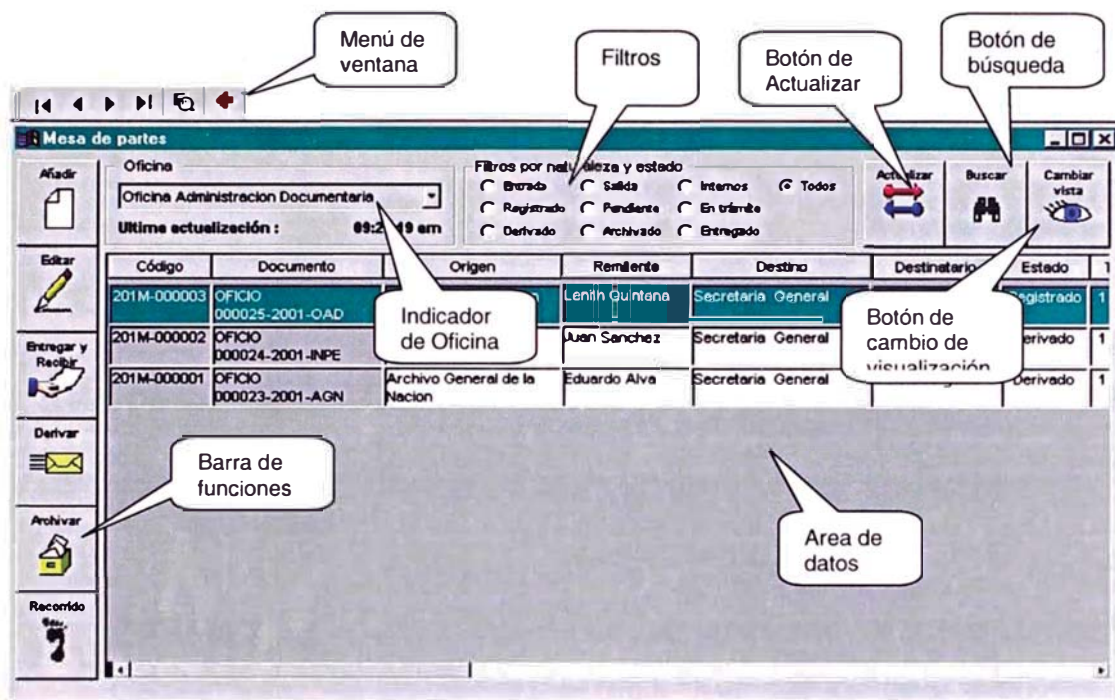 Menú de
ventana
Filtros
Botón de
Actualizar
Botón de
búsqueda
Mesa de partes
Añadir
Editar
Entregar y
Recibir
Derivar
Archivar
Recorrido
Oficina
Oficina Administracion Documentaria
Ultima actualización :
am
Filtros por y estado
Entrada Salida Internos Todos
Registrado Pendiente En trámite
Derivado Archivado Entregado
Buscar
Cambiar
vista
Código Documento Origen Remitente Destino Destinatario Estado
201M-000003 OFICIO Lenith Quintana Secretaria General
000025-2001-OAD
201M-000002 OFICIO Juan Sanchez Secretaria General 1
000024-2001-INPE
201M-000001 OFICIO Archivo General de la Eduardo Alva Secretaria General Derivado 1
000023-2001-AGN Nacion
Indicador
de Oficina
Botón de
cambio de
visualización
Barra de
funciones
Area de
datos